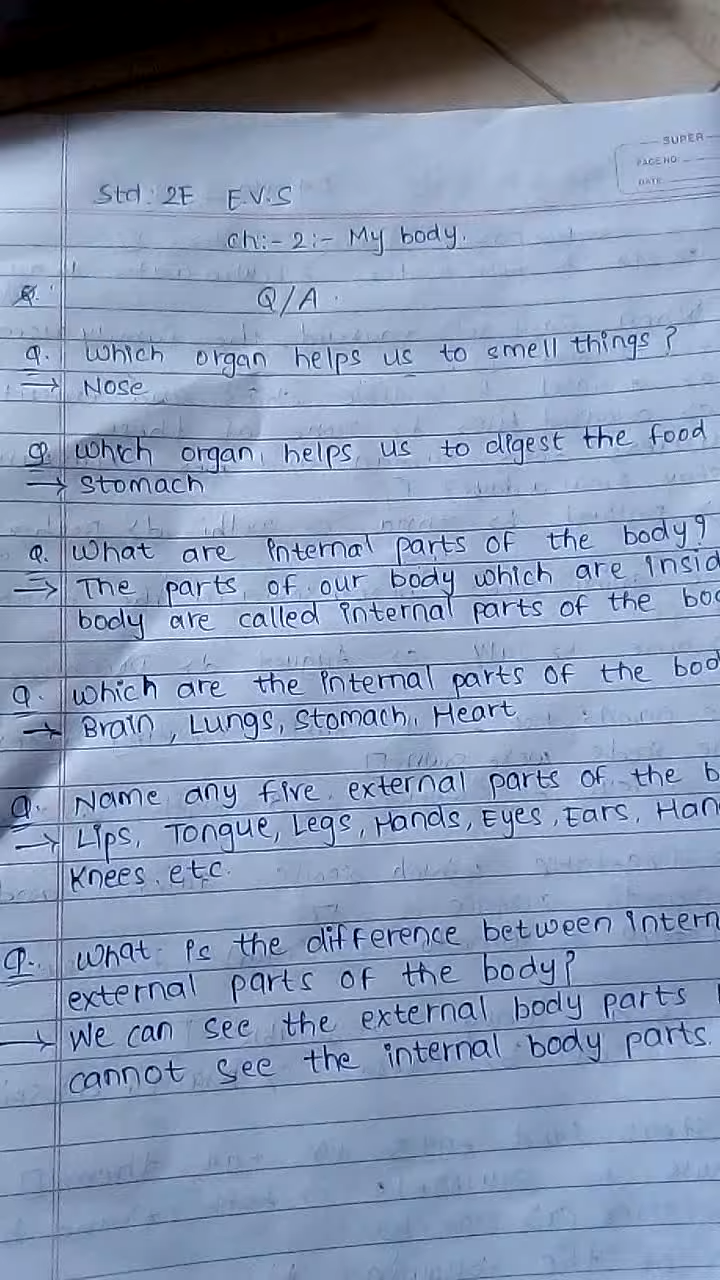 SUPER
PAGE NO:
DATE
Std: 2E E.V.S
Ch:- 2:- My body.
Q/A.
Q. Which organ helps us to smell things?
→ Nose
Q. Which organ helps us to digest the food
→ Stomach
Q. What are internal parts of the body?
→ The parts of our body which are insid
body are called internal parts of the bod
Q. Which are the internal parts of the bod
→ Brain, Lungs, Stomach, Heart
Q. Name any five external parts of the b
→ Lips, Tongue, Legs, Hands, Eyes, Ears, Han
Knees etc.
Q. What is the difference between intern
external parts of the body?
→ We can see the external body parts
cannot see the internal body parts.